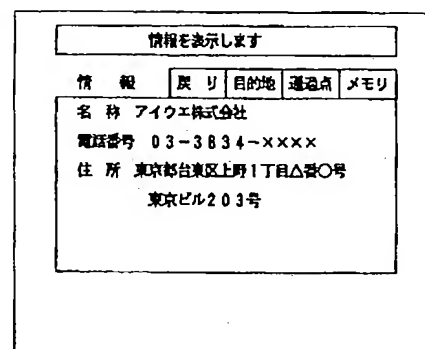 情報を表示します
情 報 戻 り 目的地 通過点 メモリ
名 称 アイウエ株式会社
電話番号 03-3834-××××
住 所 東京都台東区上野1丁目△番○号
東京ビル203号